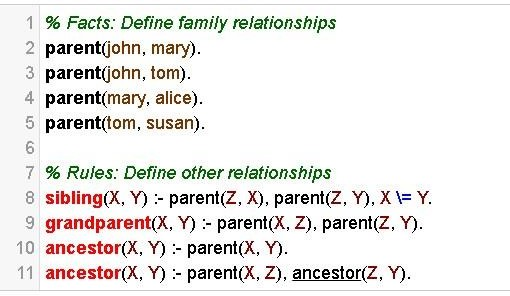 1 % Facts: Define family relationships
2 parent(john, mary).
3 parent(john, tom).
4 parent(mary, alice).
5 parent(tom, susan).
6
7 % Rules: Define other relationships
8 sibling(X, Y) :- parent(Z, X), parent(Z, Y), X \= Y.
9 grandparent(X, Y) :- parent(X, Z), parent(Z, Y).
10 ancestor(X, Y) :- parent(X, Y).
11 ancestor(X, Y) :- parent(X, Z), ancestor(Z, Y).